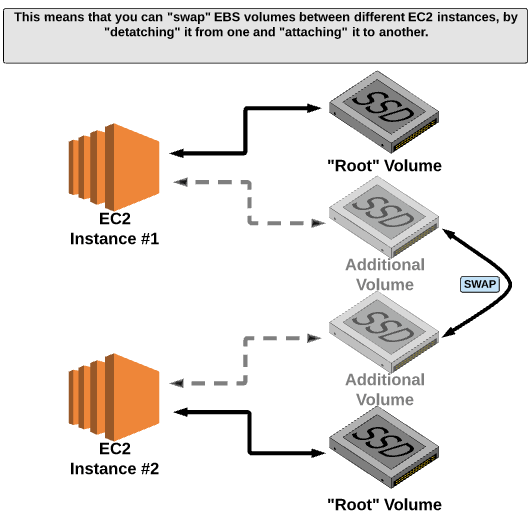 This means that you can "swap" EBS volumes between different EC2 instances, by
"detatching" it from one and "attaching" it to another.
SSD
"Root" Volume
EC2
Instance #1
SSD
Additional
Volume
SWAP
SSD
Additional
Volume
EC2
Instance #2
SSD
"Root" Volume